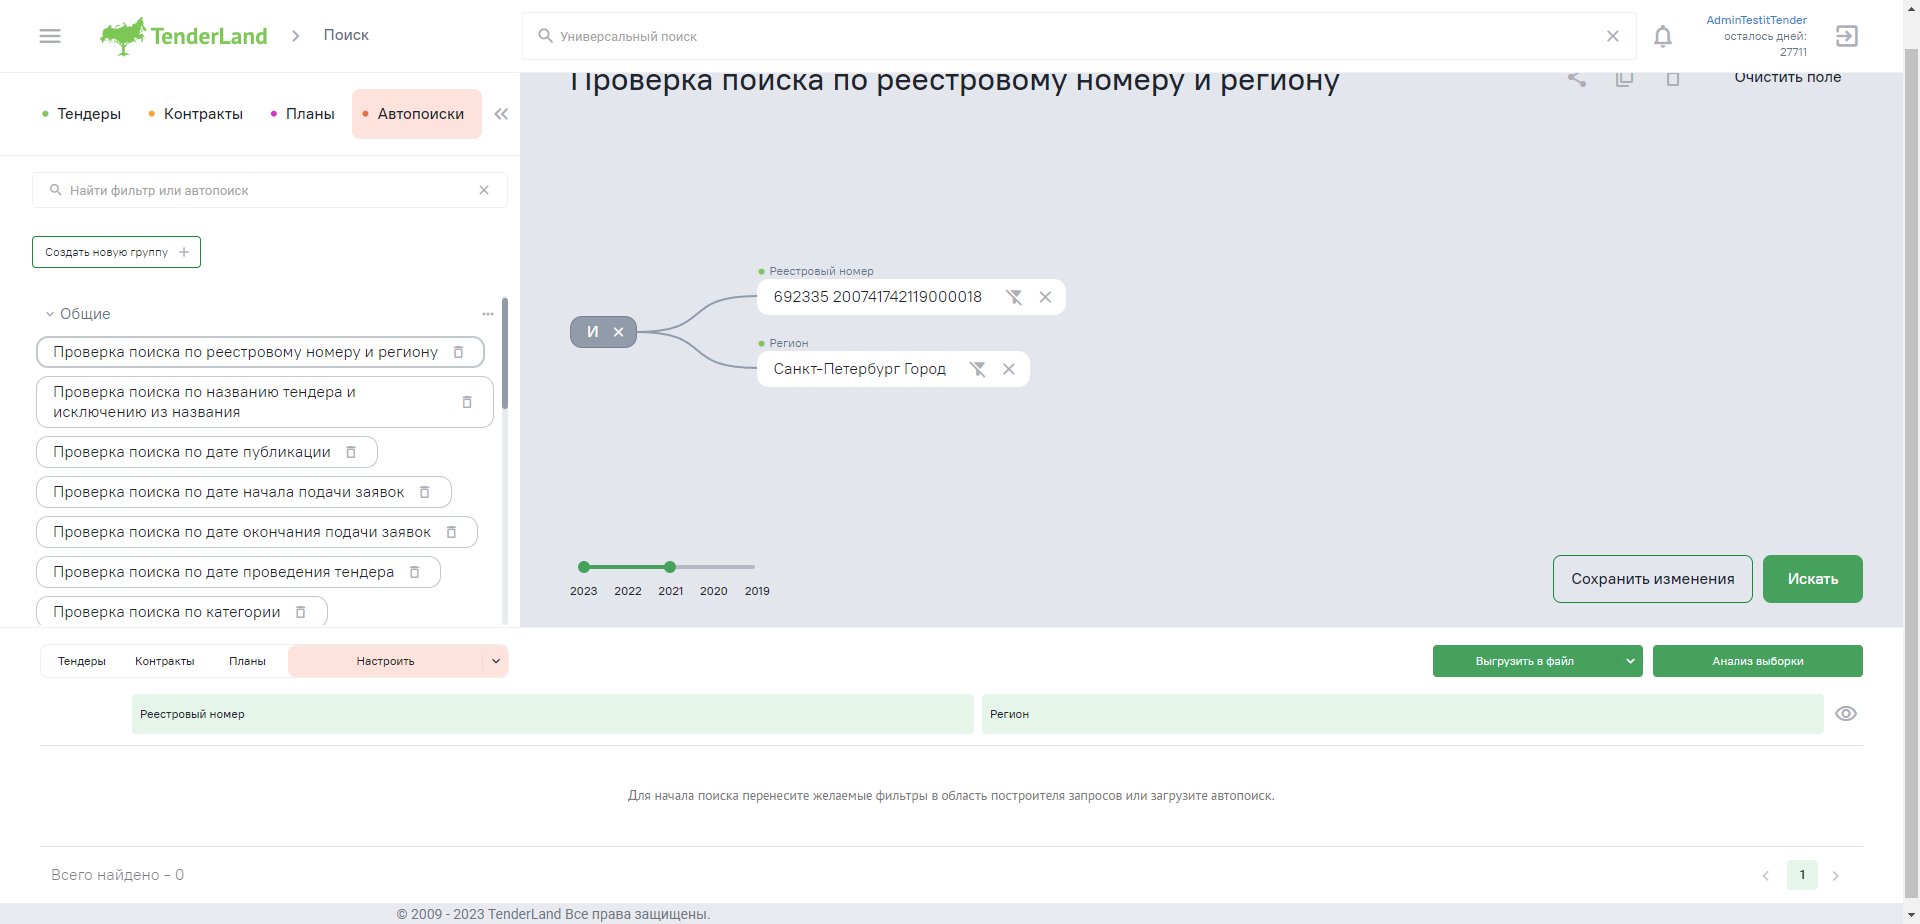 TenderLand
Поиск
Универсальный поиск
AdminTestitTender
осталось дней:
27711
Тендеры
Контракты
Планы
Автопоиски
Проверка поиска по реестровому номеру и региону
Очистить поле
Найти фильтр или автопоиск
Создать новую группу
Общие
Проверка поиска по реестровому номеру и региону
Проверка поиска по названию тендера и
исключению из названия
Проверка поиска по дате публикации
Проверка поиска по дате начала подачи заявок
Проверка поиска по дате окончания подачи заявок
Проверка поиска по дате проведения тендера
Проверка поиска по категории
Реестровый номер
692335 200741742119000018
И
Регион
Санкт-Петербург Город
2023 2022 2021 2020 2019
Сохранить изменения
Искать
Тендеры
Контракты
Планы
Настроить
Выгрузить в файл
Анализ выборки
Реестровый номер
Регион
Для начала поиска перенесите желаемые фильтры в область построителя запросов или загрузите автопоиск.
Всего найдено - 0
1
© 2009 - 2023 TenderLand Все права защищены.